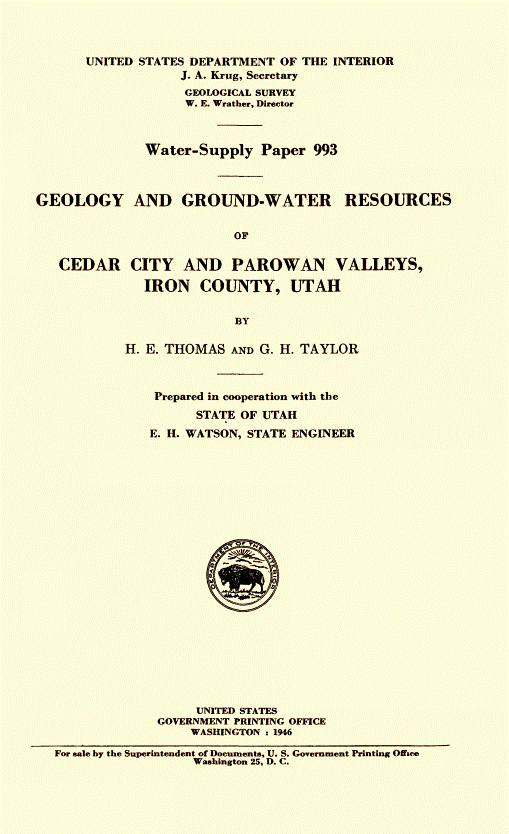 UNITED STATES DEPARTMENT OF THE INTERIOR
J. A. Krug, Secretary
GEOLOGICAL SURVEY
W. E. Wrather, Director
Water-Supply Paper 993
GEOLOGY AND GROUND-WATER RESOURCES
OF
CEDAR CITY AND PAROWAN VALLEYS,
IRON COUNTY, UTAH
BY
H. E. THOMAS AND G. H. TAYLOR
Prepared in cooperation with the
STATE OF UTAH
E. H. WATSON, STATE ENGINEER
DEPARTMENT OF THE INTERIOR
UNITED STATES
GOVERNMENT PRINTING OFFICE
WASHINGTON : 1946
For sale by the Superintendent of Documents, U. S. Government Printing Office
Washington 25, D. C.